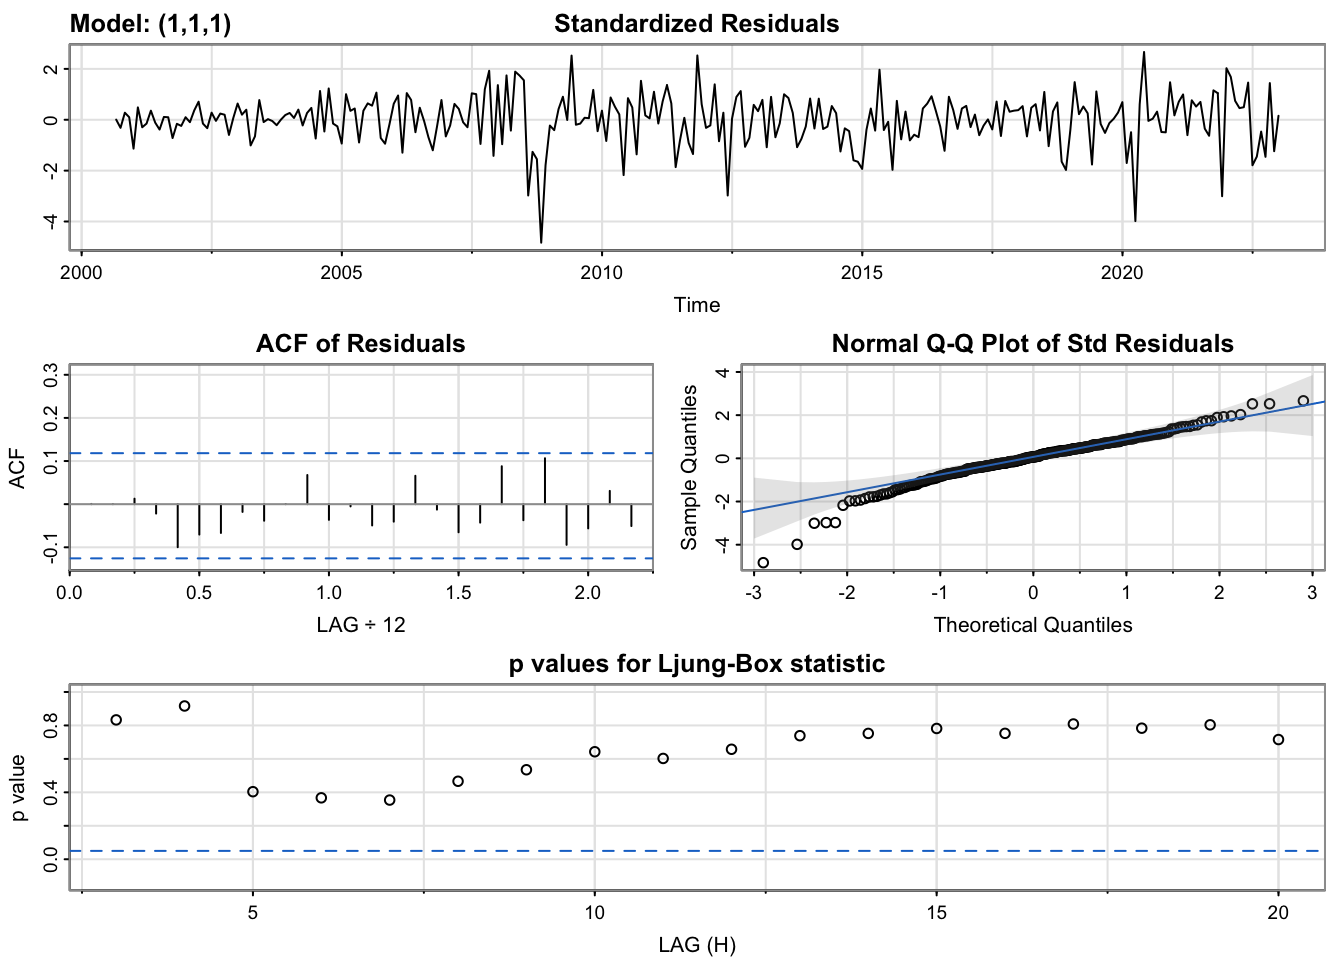 Model: (1,1,1) Standardized Residuals
2
0
-2
-4
2000 2005 2010 2015 2020
Time
ACF of Residuals
0.3
0.2
0.1
-0.1
ACF
0.0 0.5 1.0 1.5 2.0
LAG ÷ 12
Normal Q-Q Plot of Std Residuals
4
2
0
-2
-4
Sample Quantiles
-3 -2 -1 0 1 2 3
Theoretical Quantiles
p values for Ljung-Box statistic
0.8
0.4
0.0
p value
5 10 15 20
LAG (H)